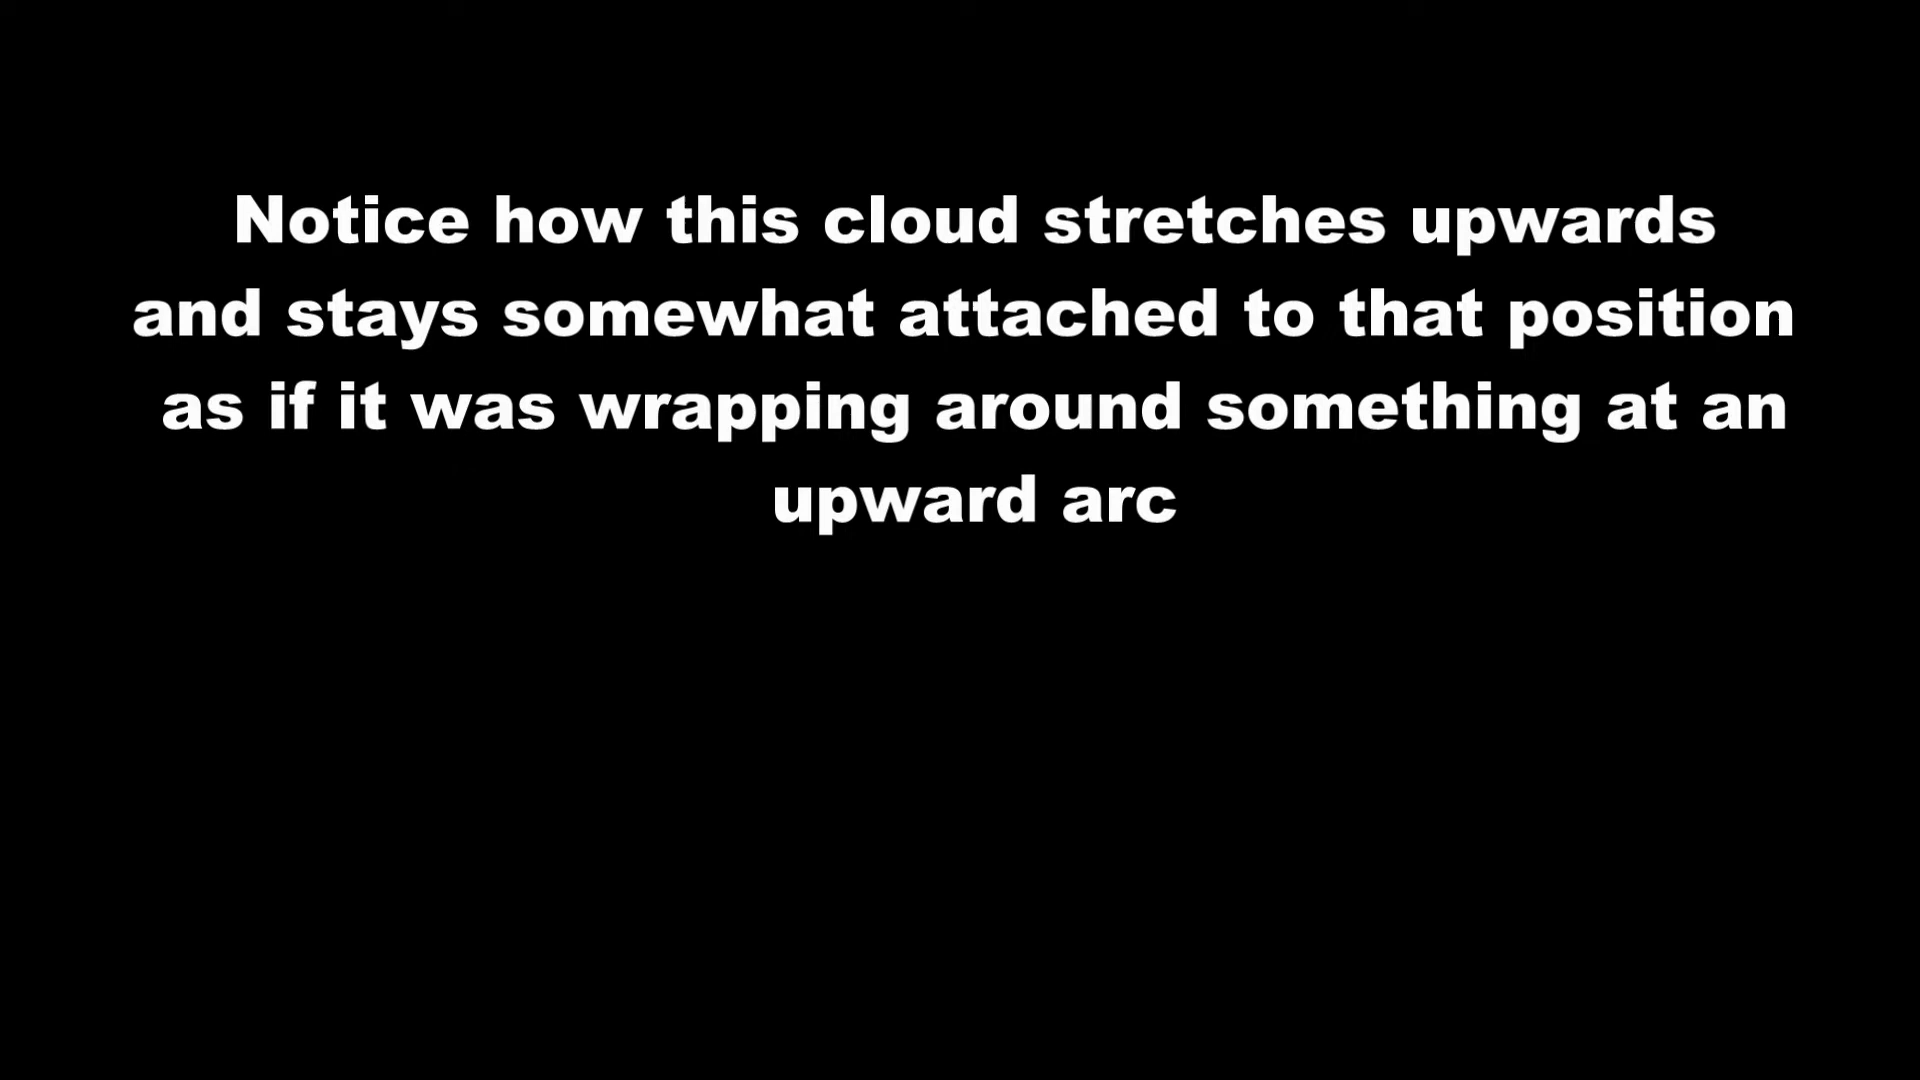 Notice how this cloud stretches upwards
and stays somewhat attached to that position
as if it was wrapping around something at an
upward arc